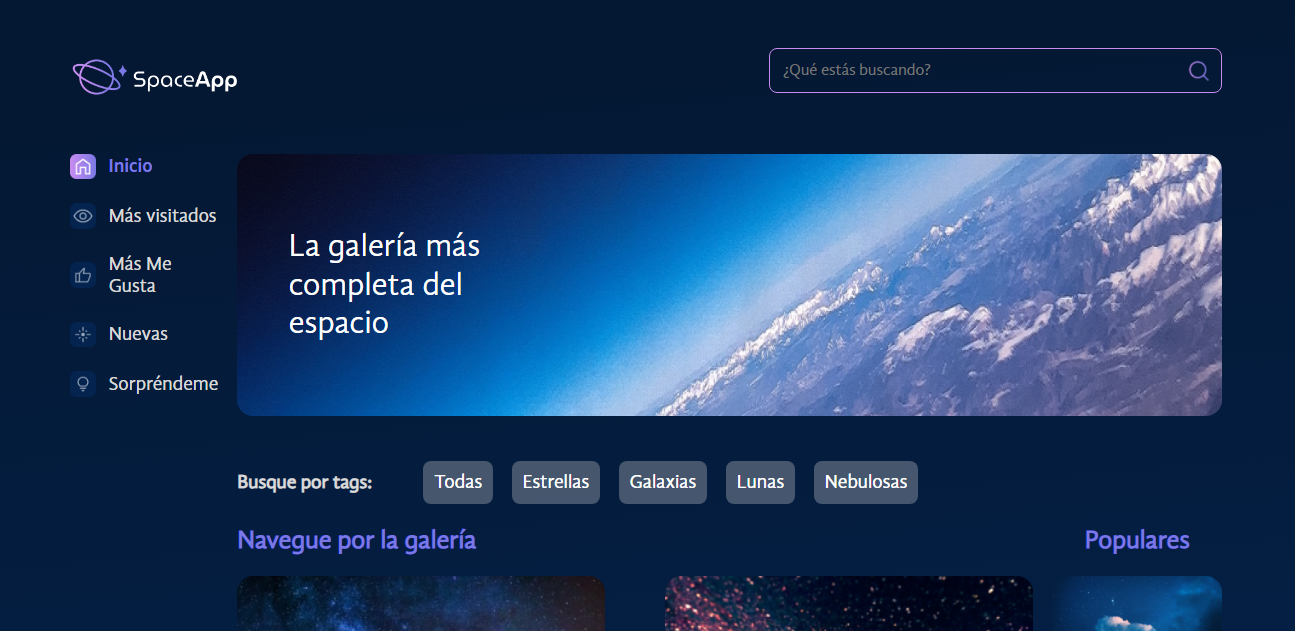 SpaceApp
¿Qué estás buscando?
Inicio
Más visitados
Más Me
Gusta
Nuevas
Sorpréndeme
La galería más
completa del
espacio
Busque por tags:
Todas
Estrellas
Galaxias
Lunas
Nebulosas
Navegue por la galería
Populares